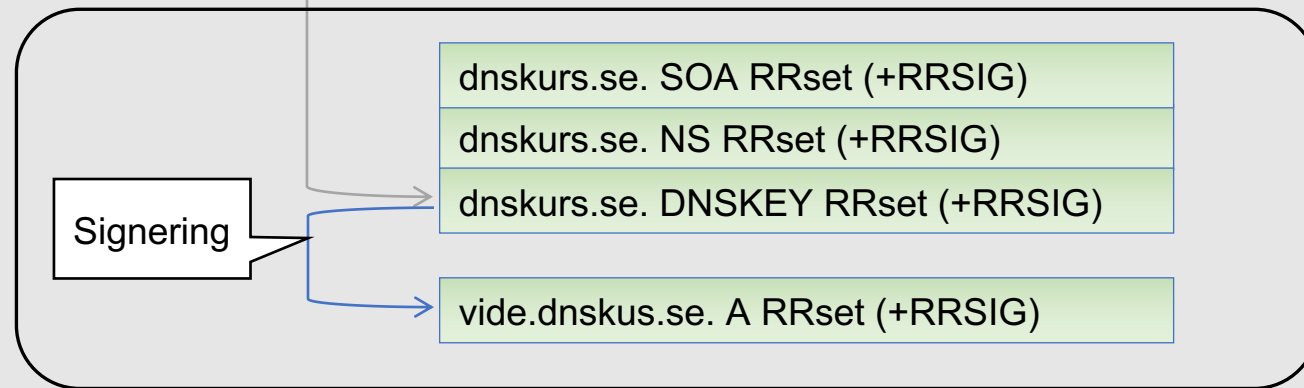 dnskurs.se. SOA RRset (+RRSIG)
dnskurs.se. NS RRset (+RRSIG)
dnskurs.se. DNSKEY RRset (+RRSIG)
Signering
vide.dnskus.se. A RRset (+RRSIG)